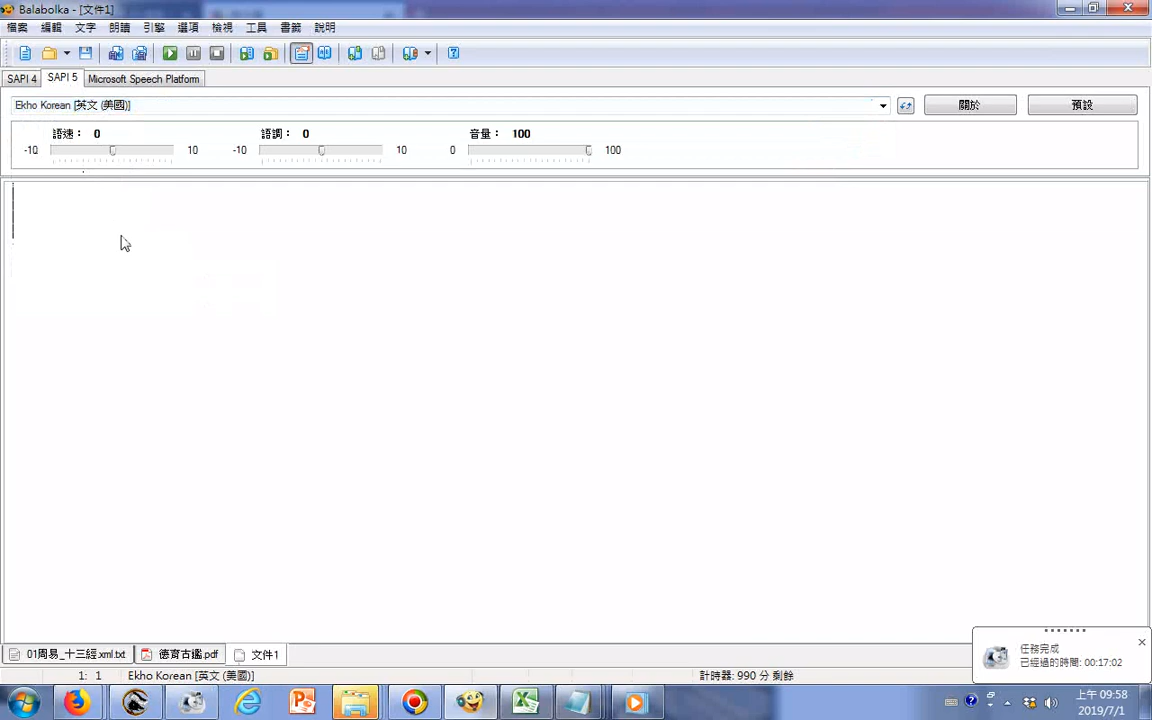 Balabolka - [文件1]
檔案 編輯 文字 朗讀 引擎 選項 檢視 工具 書籤 說明
SAPI 4 SAPI 5 Microsoft Speech Platform
Ekho Korean [英文 (美國)] 關於 預設
語速： 0 語調： 0 音量： 100
-10 10 -10 10 0 100
任務完成
已經過的時間: 00:17:02
01周易_十三經.xml.txt 德育古鑑.pdf 文件1
1: 1 Ekho Korean [英文 (美國)] 計時器: 990 分 剩餘
上午 09:58
2019/7/1